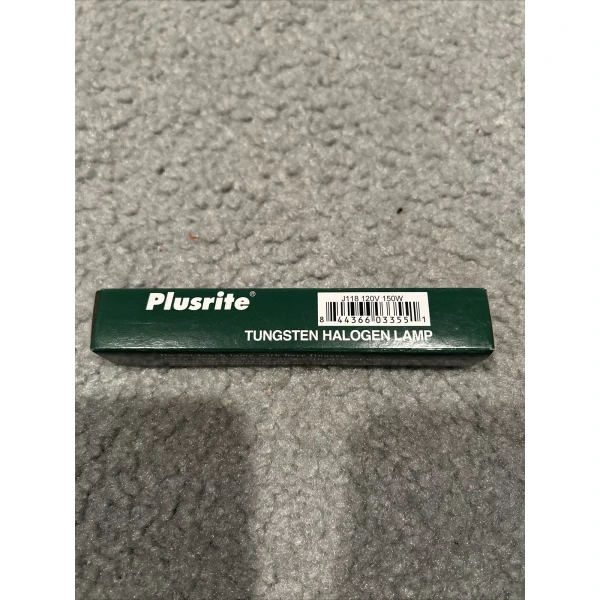 Plusrite®
J118 120V 150W
8 44366 03355 1
TUNGSTEN HALOGEN LAMP